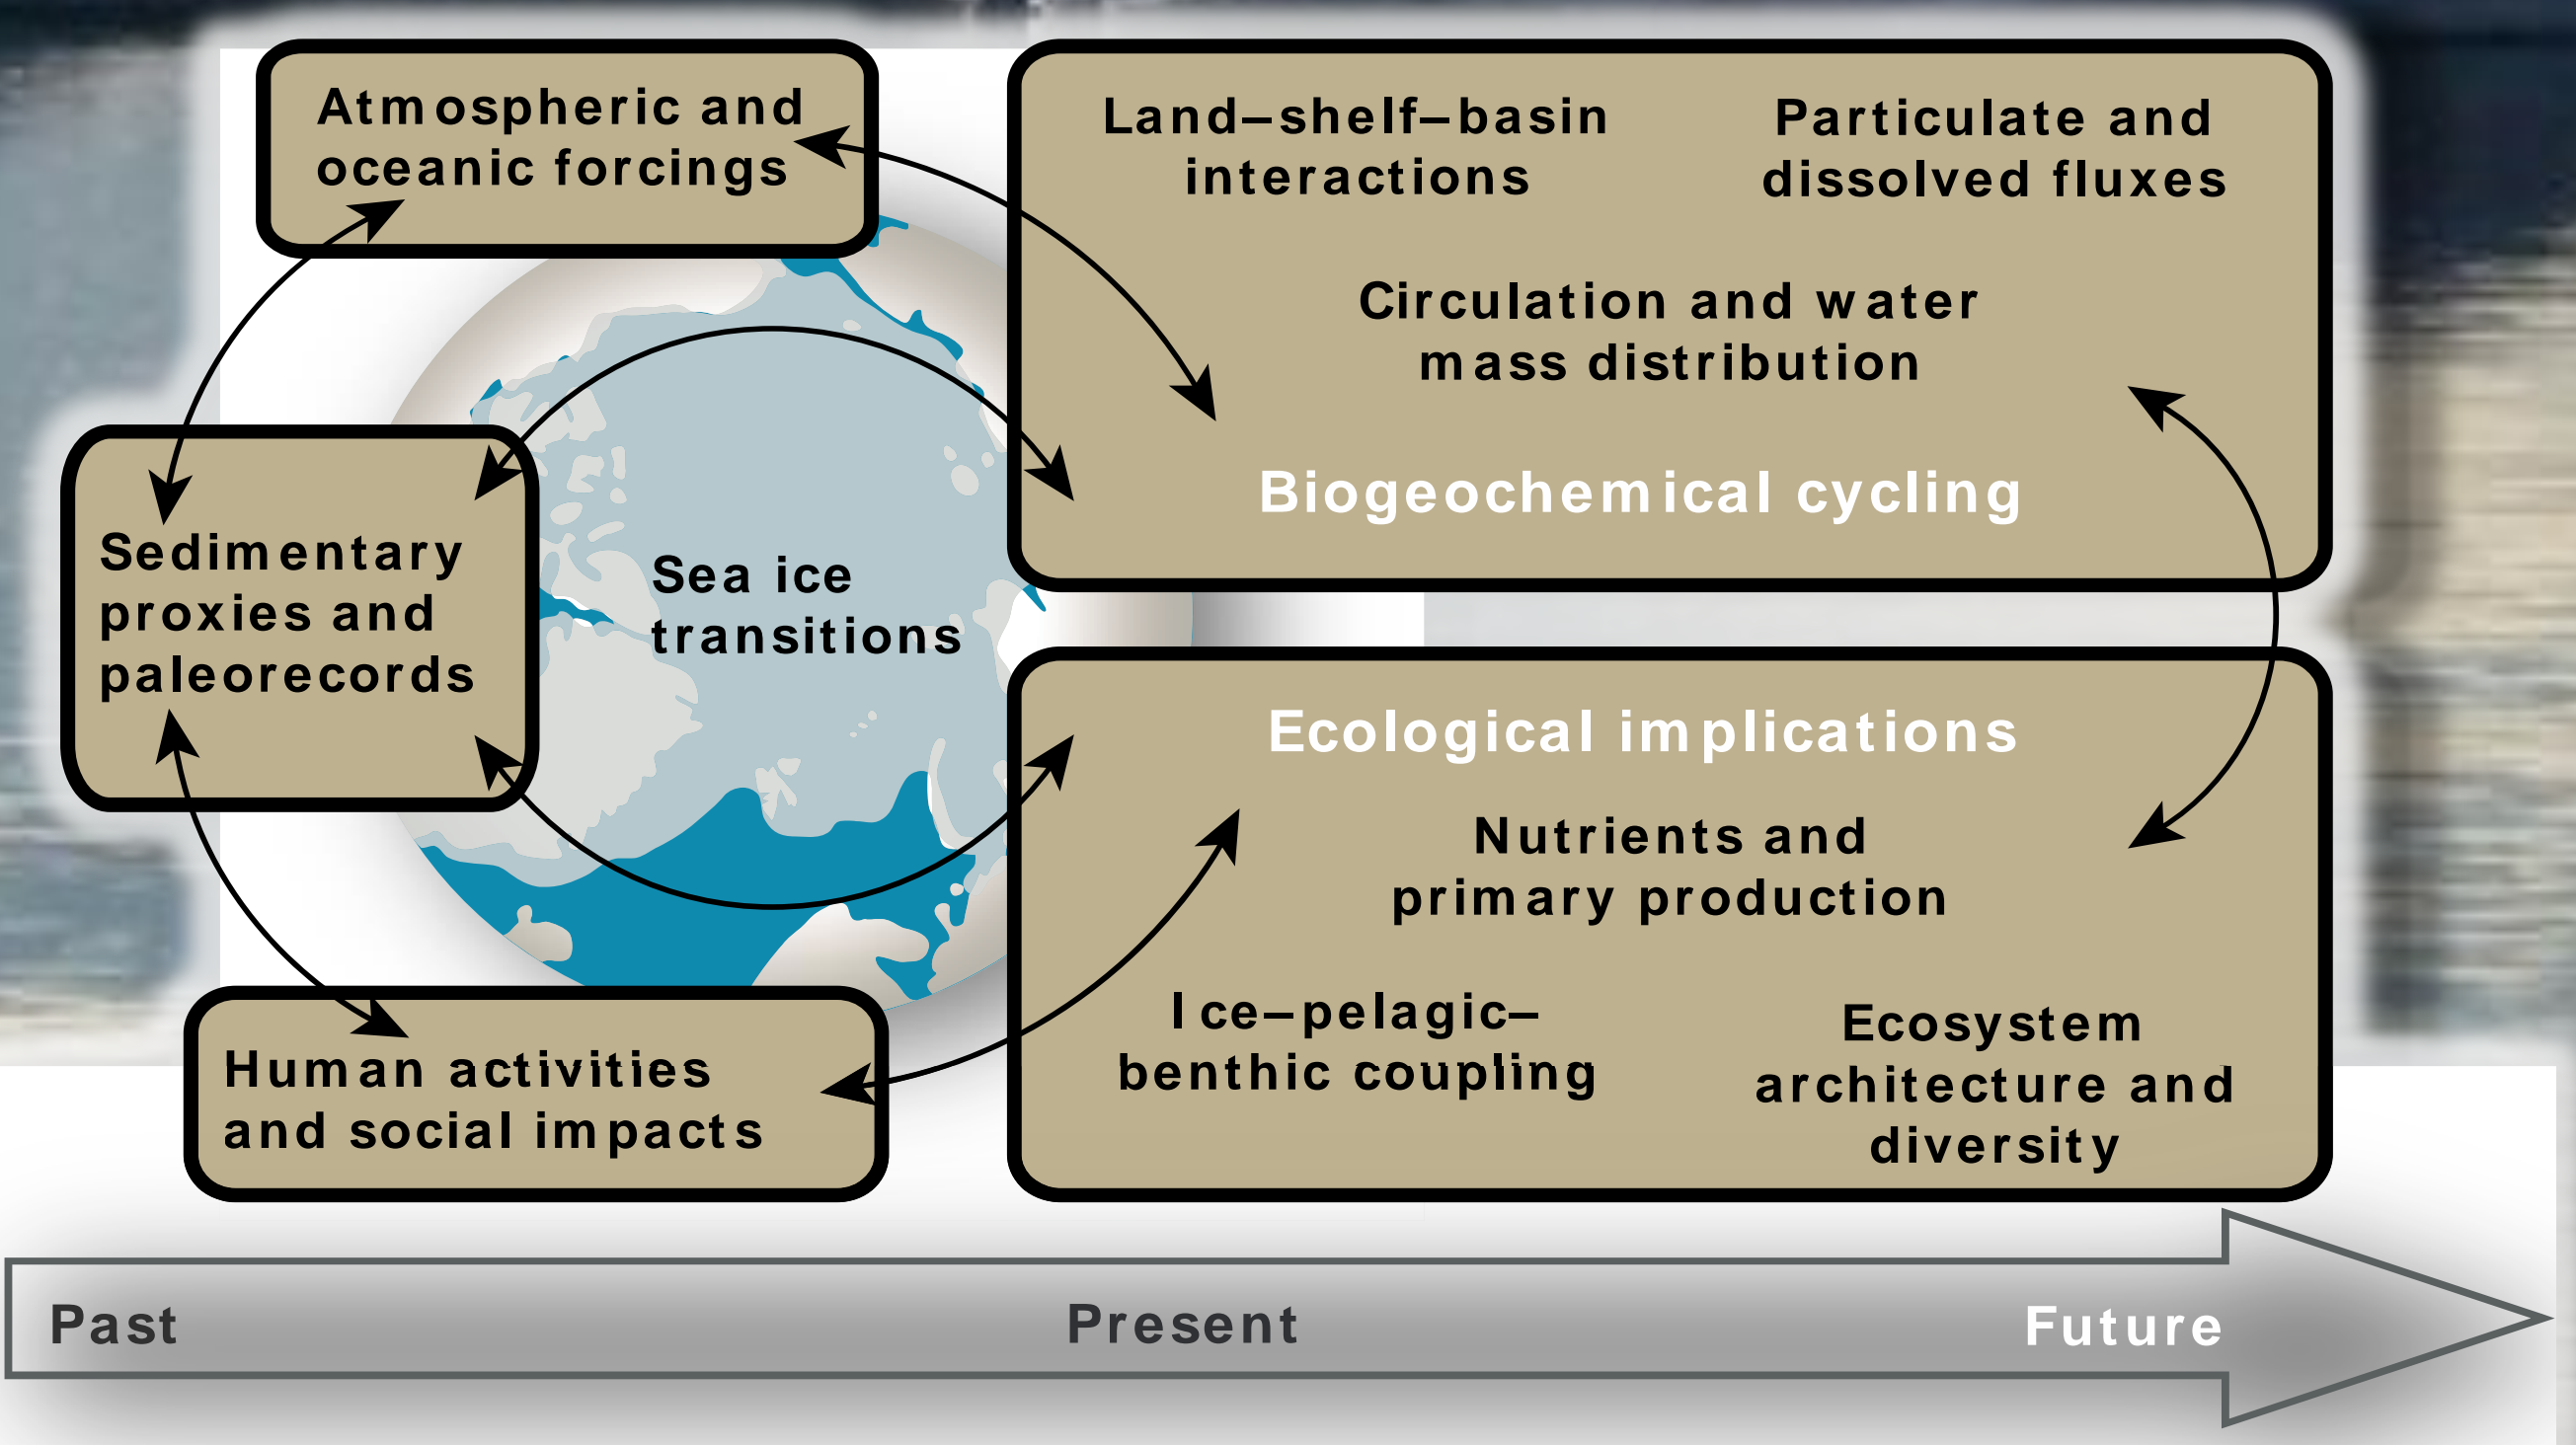 Atmospheric and
oceanic forcings
Land–shelf–basin
interactions
Particulate and
dissolved fluxes
Circulation and water
mass distribution
Biogeochemical cycling
Sedimentary
proxies and
paleorecords
Sea ice
transitions
Ecological implications
Nutrients and
primary production
Ice–pelagic–
benthic coupling
Ecosystem
architecture and
diversity
Human activities
and social impacts
Past
Present
Future